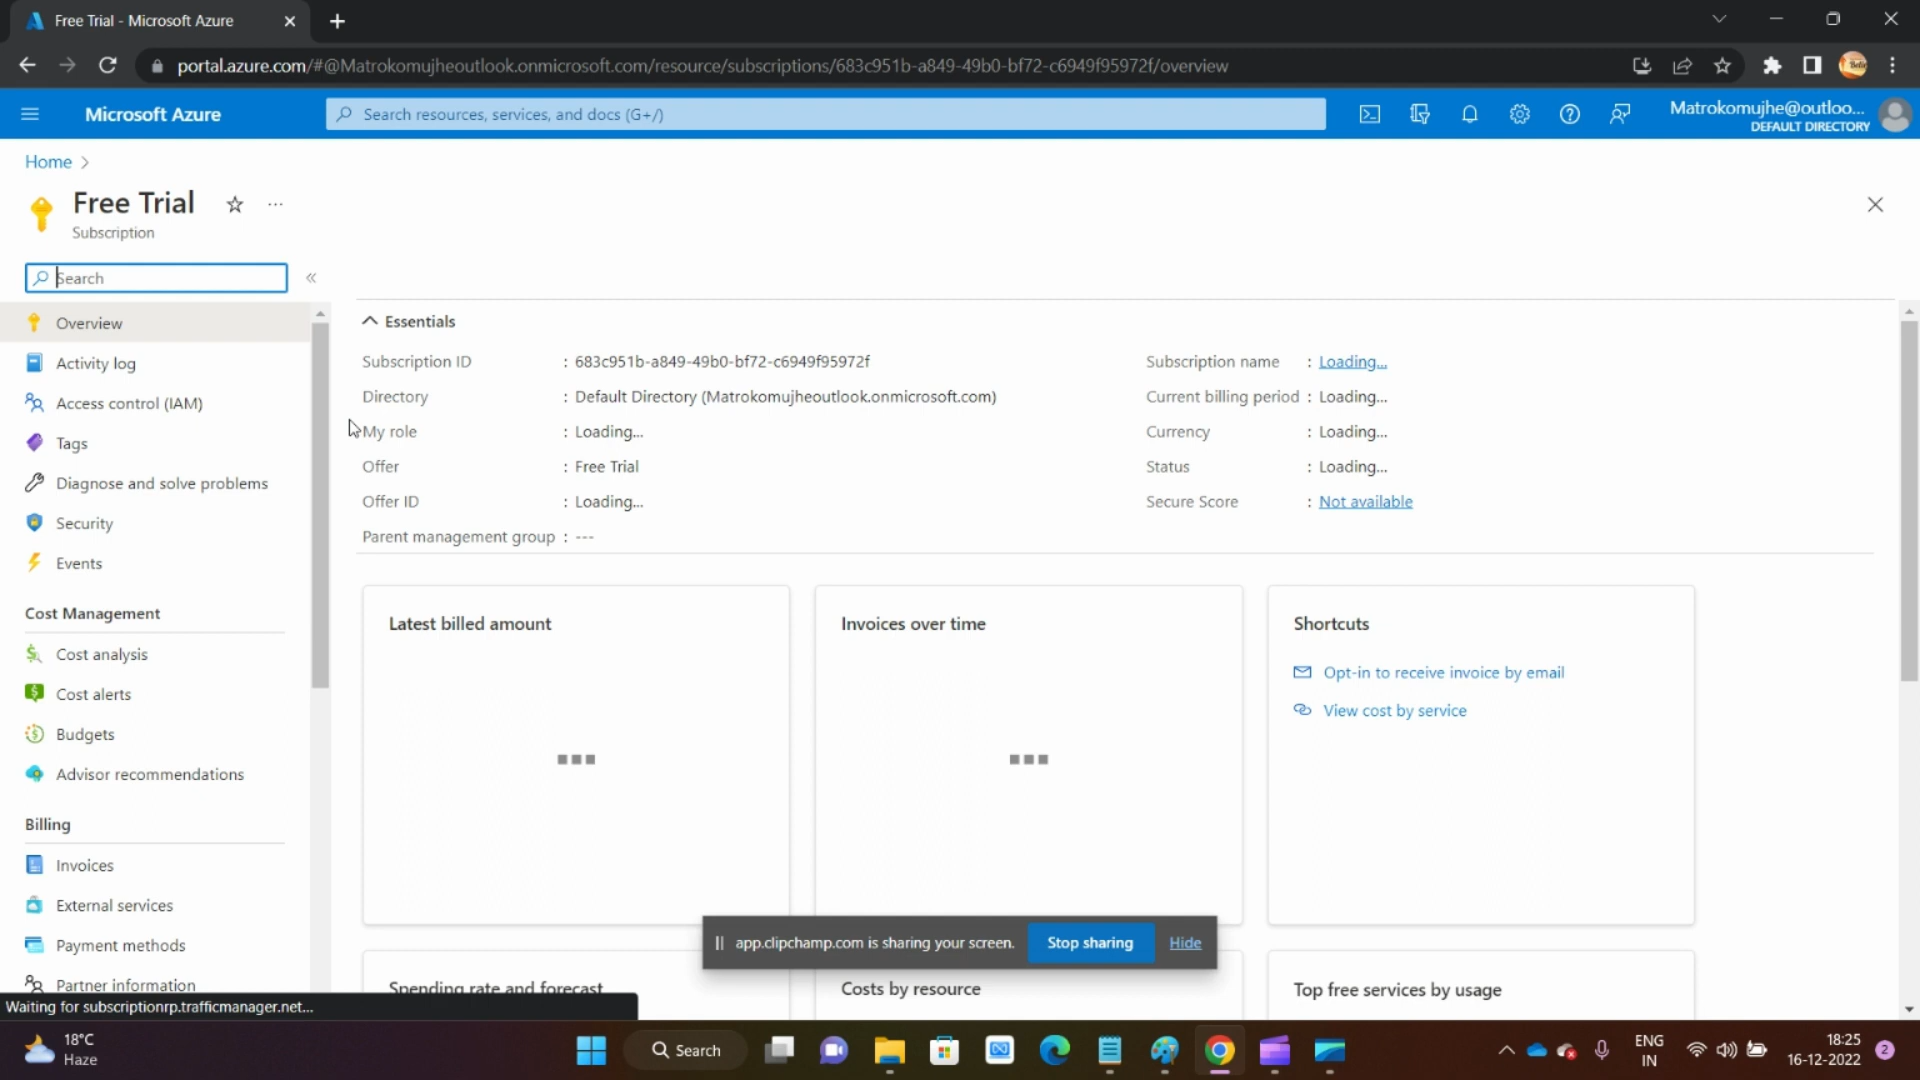 Free Trial - Microsoft Azure
portal.azure.com/#@Matrokomujheoutlook.onmicrosoft.com/resource/subscriptions/683c951b-a849-49b0-bf72-c6949f95972f/overview
Microsoft Azure
Search resources, services, and docs (G+/)
Matrokomujhe@outloo...
DEFAULT DIRECTORY
Home
Free Trial
Subscription
Search
Overview
Activity log
Access control (IAM)
Tags
Diagnose and solve problems
Security
Events
Cost Management
Cost analysis
Cost alerts
Budgets
Advisor recommendations
Billing
Invoices
External services
Payment methods
Partner information
Essentials
Subscription ID : 683c951b-a849-49b0-bf72-c6949f95972f
Directory : Default Directory (Matrokomujheoutlook.onmicrosoft.com)
My role : Loading...
Offer : Free Trial
Offer ID : Loading...
Parent management group : ---
Subscription name : Loading...
Current billing period : Loading...
Currency : Loading...
Status : Loading...
Secure Score : Not available
Latest billed amount
Invoices over time
Shortcuts
Opt-in to receive invoice by email
View cost by service
Spending rate and forecast
Costs by resource
Top free services by usage
app.clipchamp.com is sharing your screen.
Stop sharing
Hide
Waiting for subscriptionrp.trafficmanager.net...
18°C
Haze
Search
ENG
IN
18:25
16-12-2022
2